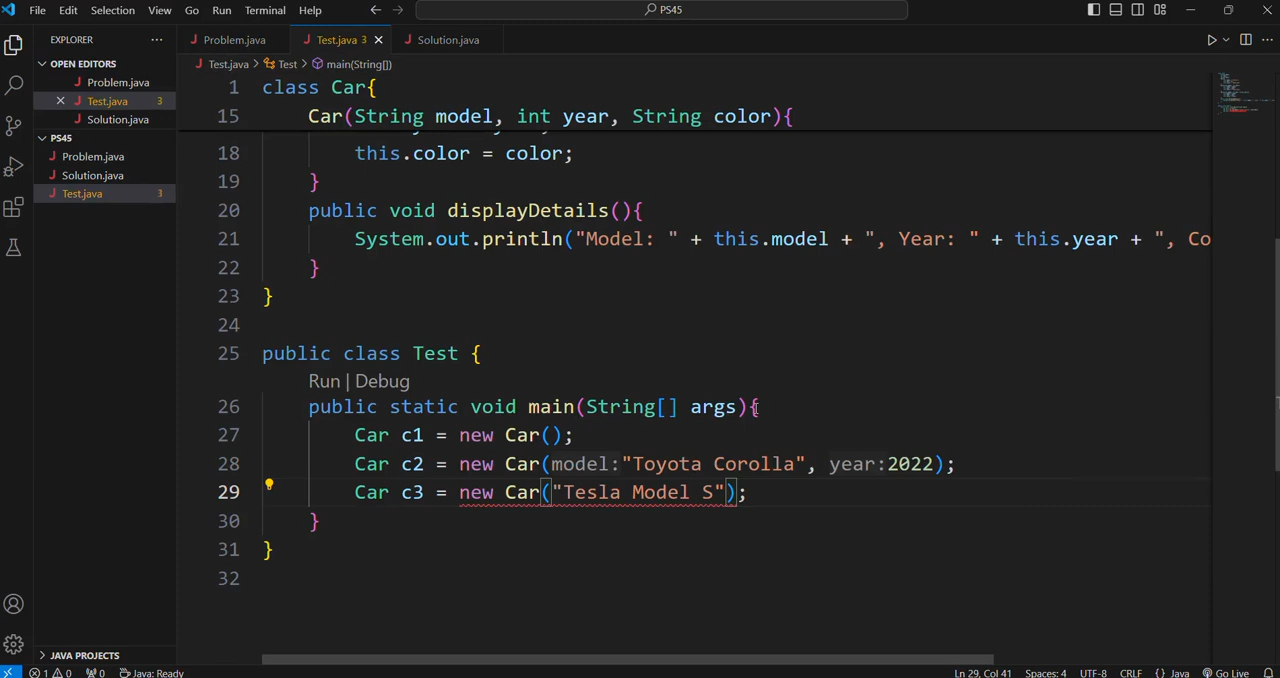 File Edit Selection View Go Run Terminal Help PS45
EXPLORER
OPEN EDITORS
Problem.java
Test.java 3
Solution.java
PS45
Problem.java
Solution.java
Test.java 3
JAVA PROJECTS
Problem.java Test.java 3 Solution.java
Test.java > Test > main(String[])
1 class Car{
15 Car(String model, int year, String color){
18 this.color = color;
19 }
20 public void displayDetails(){
21 System.out.println("Model: " + this.model + ", Year: " + this.year + ", Co
22 }
23 }
24
25 public class Test {
Run | Debug
26 public static void main(String[] args){
27 Car c1 = new Car();
28 Car c2 = new Car(model:"Toyota Corolla", year:2022);
29 Car c3 = new Car("Tesla Model S");
30 }
31 }
32
1 0 0 Java: Ready Ln 29, Col 41 Spaces: 4 UTF-8 CRLF {} Java Go Live